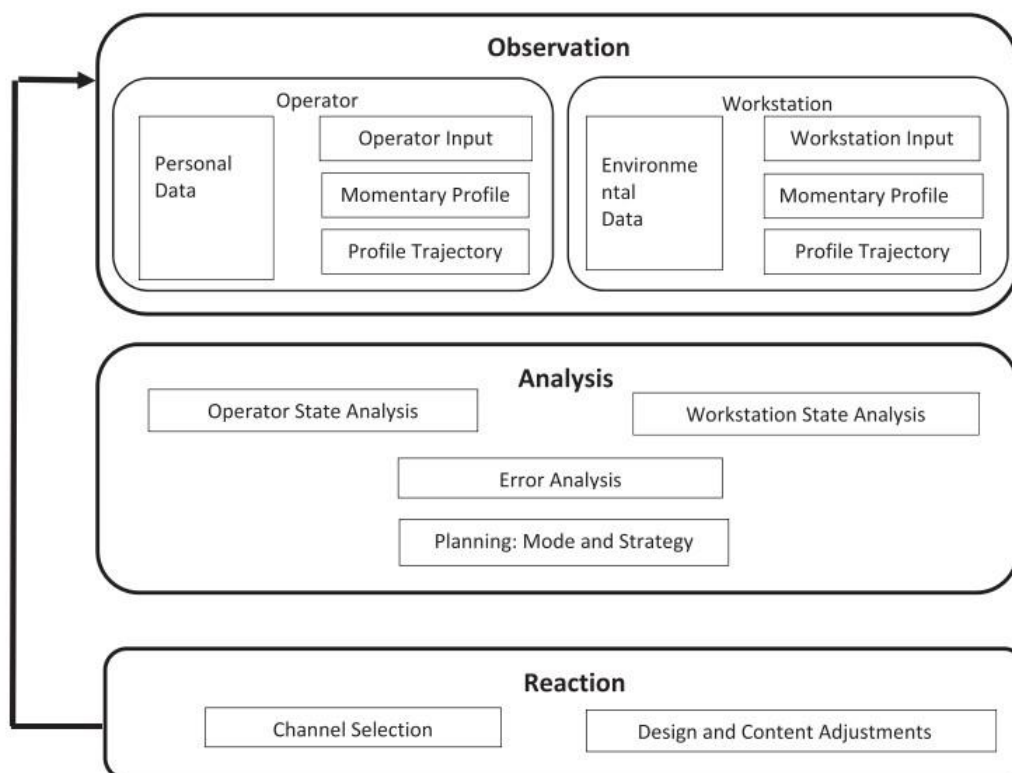 Observation
Operator
Personal
Data
Operator Input
Momentary Profile
Profile Trajectory
Workstation
Environme
ntal
Data
Workstation Input
Momentary Profile
Profile Trajectory
Analysis
Operator State Analysis
Workstation State Analysis
Error Analysis
Planning: Mode and Strategy
Reaction
Channel Selection
Design and Content Adjustments